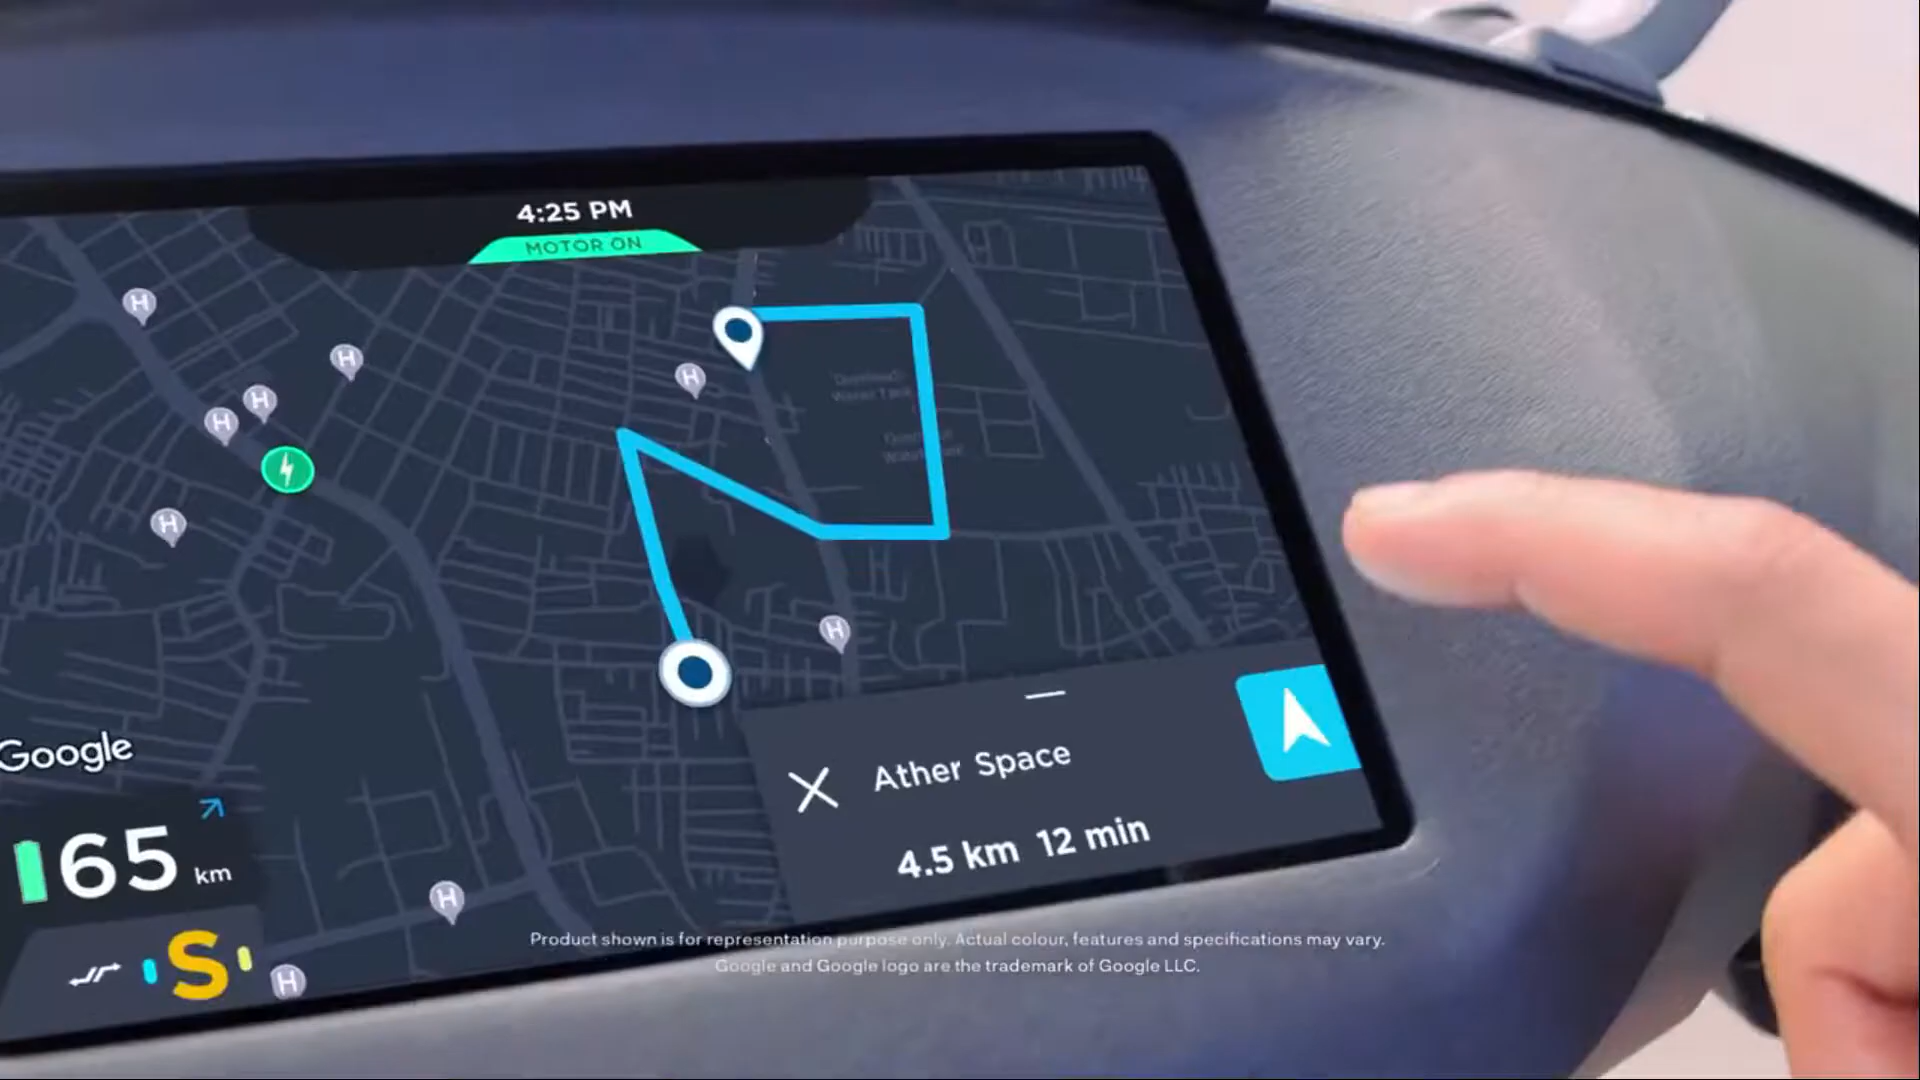 4:25 PM
MOTOR ON
H
H
H
H
H
H
H
Google
65 km
Ather Space
4.5 km 12 min
H
S
H
Product shown is for representation purpose only. Actual colour, features and specifications may vary.
Google and Google logo are the trademark of Google LLC.